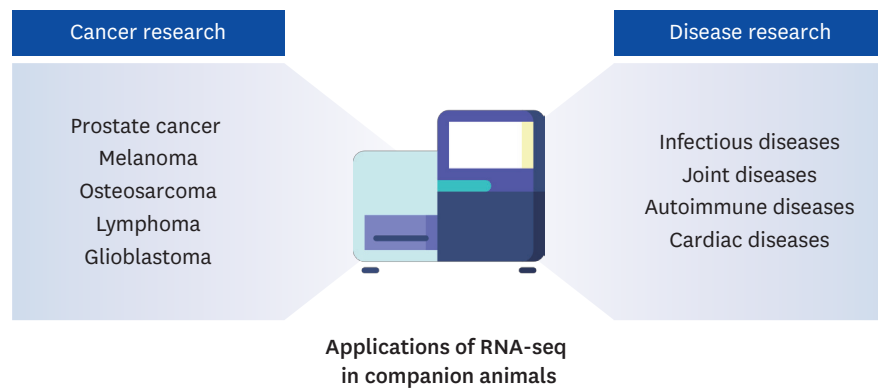 Cancer research
Prostate cancer
Melanoma
Osteosarcoma
Lymphoma
Glioblastoma
Disease research
Infectious diseases
Joint diseases
Autoimmune diseases
Cardiac diseases
Applications of RNA-seq
in companion animals